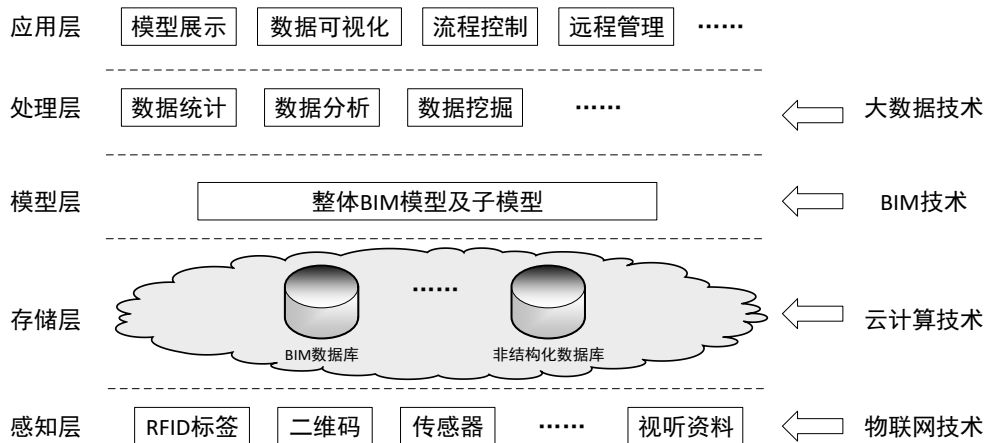 应用层 模型展示 数据可视化 流程控制 远程管理 ……
处理层 数据统计 数据分析 数据挖掘 …… 大数据技术
模型层 整体BIM模型及子模型 BIM技术
……
存储层 云计算技术
BIM数据库 非结构化数据库
感知层 RFID标签 二维码 传感器 …… 视听资料 物联网技术